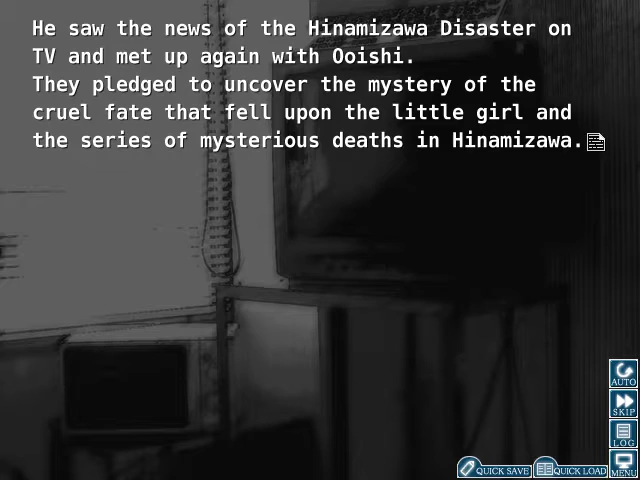 He saw the news of the Hinamizawa Disaster on
TV and met up again with Ooishi.
They pledged to uncover the mystery of the
cruel fate that fell upon the little girl and
the series of mysterious deaths in Hinamizawa.
AUTO
SKIP
LOG
QUICK SAVE
QUICK LOAD
MENU